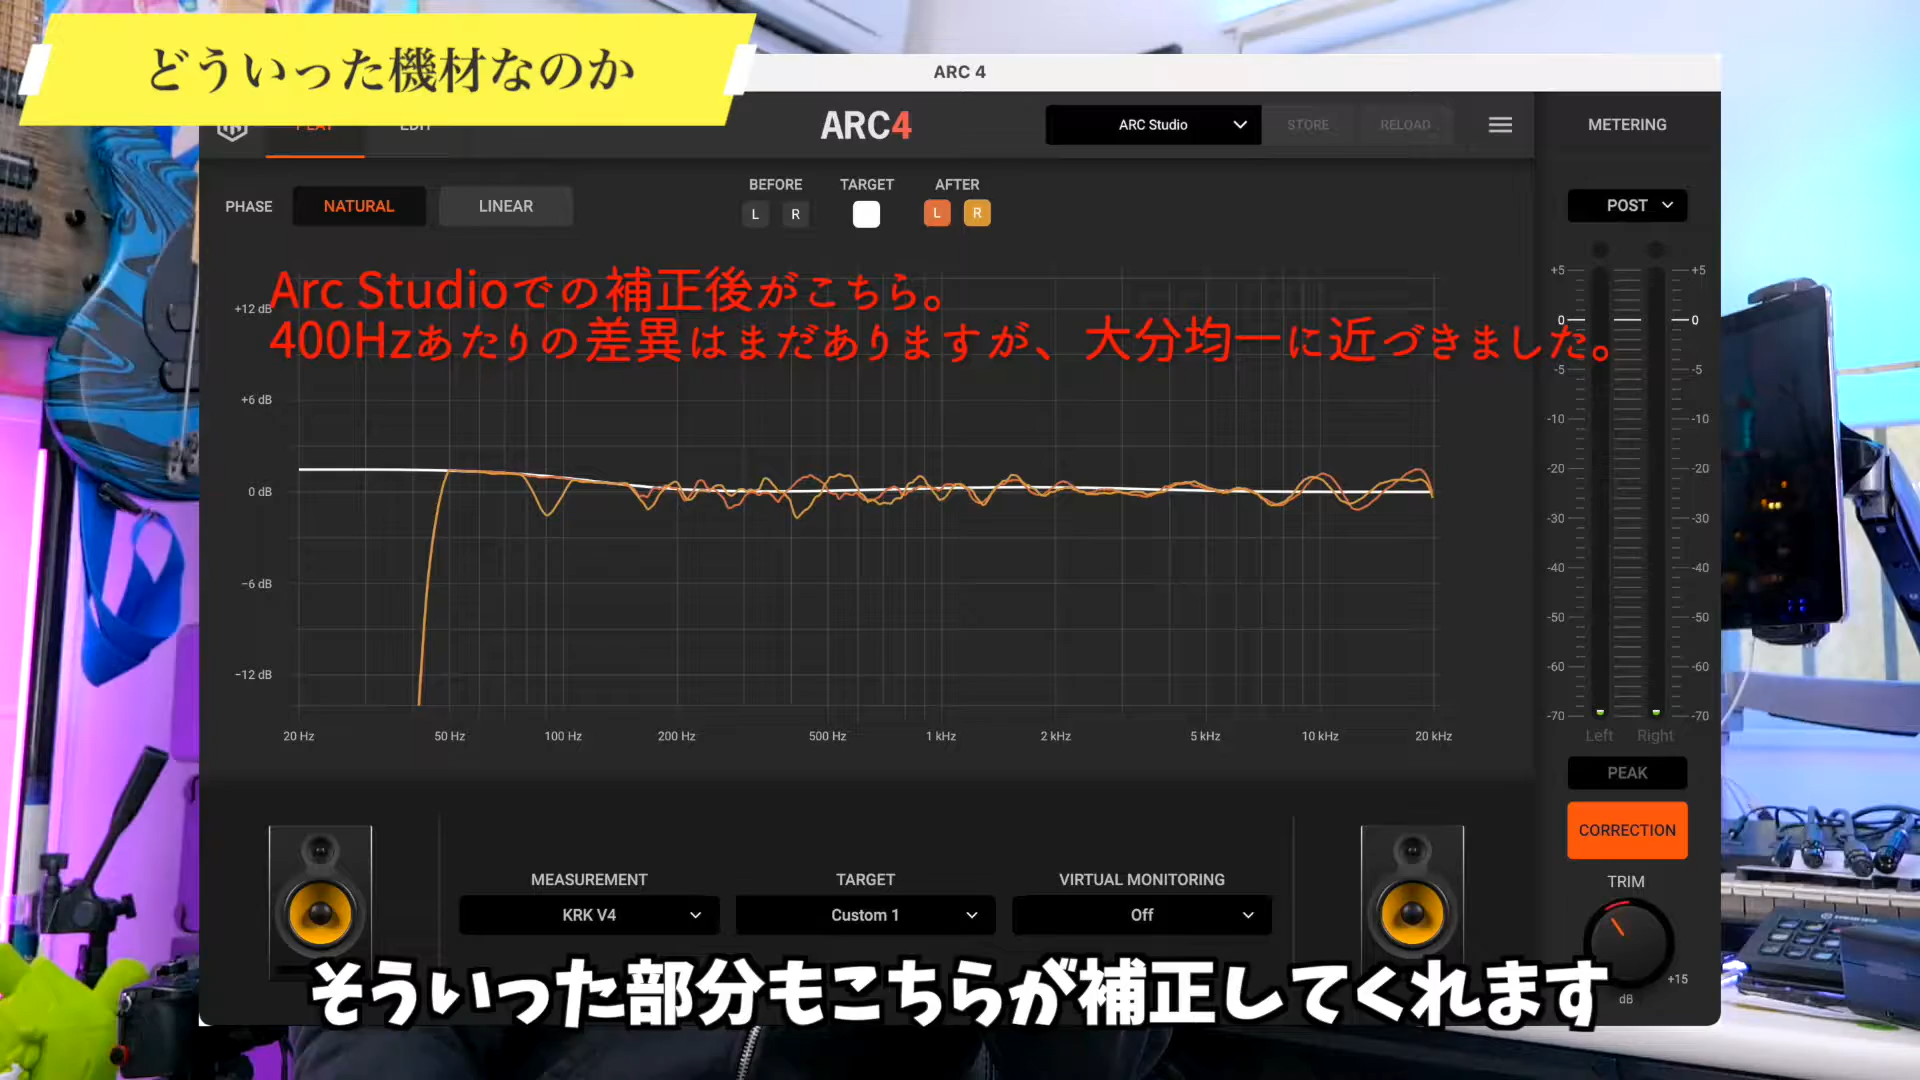 どういった機材なのか
ARC 4
PLAY EDIT
ARC4
ARC Studio
STORE
RELOAD
METERING
PHASE
NATURAL
LINEAR
BEFORE
L R
TARGET
AFTER
L R
POST
Arc Studioでの補正後がこちら。
400Hzあたりの差異はまだありますが、大分均一に近づきました。
+12 dB
+6 dB
0 dB
−6 dB
−12 dB
20 Hz 50 Hz 100 Hz 200 Hz 500 Hz 1 kHz 2 kHz 5 kHz 10 kHz 20 kHz
+5 +5
0 0
-5 -5
-10 -10
-20 -20
-30 -30
-40 -40
-50 -50
-60 -60
-70 -70
Left Right
PEAK
CORRECTION
TRIM
+15
dB
MEASUREMENT
KRK V4
TARGET
Custom 1
VIRTUAL MONITORING
Off
そういった部分もこちらが補正してくれます